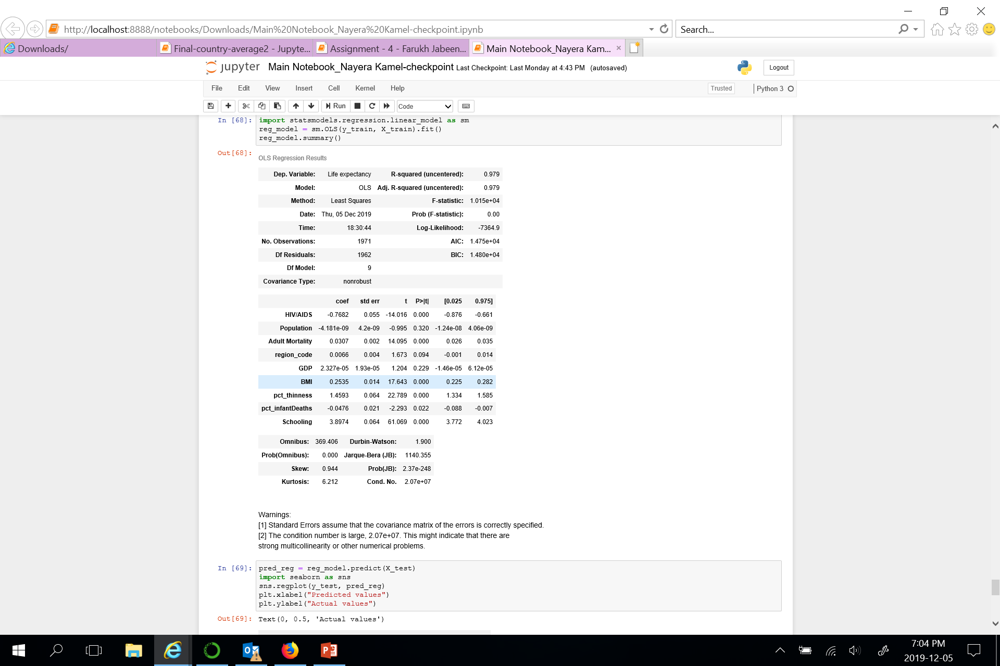 http://localhost:8888/notebooks/Downloads/Main%20Notebook_Nayera%20Kamel-checkpoint.ipynb
Search...
Downloads/
Final-country-average2 - Jupyte...
Assignment - 4 - Farukh Jabeen...
Main Notebook_Nayera Kam...
jupyter Main Notebook_Nayera Kamel-checkpoint Last Checkpoint: Last Monday at 4:43 PM (autosaved)
Logout
File Edit View Insert Cell Kernel Help
Trusted
Python 3
Run
Code
In [68]: import statsmodels.regression.linear_model as sm
reg_model = sm.OLS(y_train, X_train).fit()
reg_model.summary()
Out[68]:
OLS Regression Results
Dep. Variable: Life expectancy R-squared (uncentered): 0.979
Model: OLS Adj. R-squared (uncentered): 0.979
Method: Least Squares F-statistic: 1.015e+04
Date: Thu, 05 Dec 2019 Prob (F-statistic): 0.00
Time: 18:30:44 Log-Likelihood: -7364.9
No. Observations: 1971 AIC: 1.475e+04
Df Residuals: 1962 BIC: 1.480e+04
Df Model: 9
Covariance Type: nonrobust
coef std err t P>|t| [0.025 0.975]
HIV/AIDS -0.7682 0.055 -14.016 0.000 -0.876 -0.661
Population -4.181e-09 4.2e-09 -0.995 0.320 -1.24e-08 4.06e-09
Adult Mortality 0.0307 0.002 14.095 0.000 0.026 0.035
region_code 0.0066 0.004 1.673 0.094 -0.001 0.014
GDP 2.327e-05 1.93e-05 1.204 0.229 -1.46e-05 6.12e-05
BMI 0.2535 0.014 17.643 0.000 0.225 0.282
pct_thinness 1.4593 0.064 22.789 0.000 1.334 1.585
pct_infantDeaths -0.0476 0.021 -2.293 0.022 -0.088 -0.007
Schooling 3.8974 0.064 61.069 0.000 3.772 4.023
Omnibus: 369.406 Durbin-Watson: 1.900
Prob(Omnibus): 0.000 Jarque-Bera (JB): 1140.355
Skew: 0.944 Prob(JB): 2.37e-248
Kurtosis: 6.212 Cond. No. 2.07e+07
Warnings:
[1] Standard Errors assume that the covariance matrix of the errors is correctly specified.
[2] The condition number is large, 2.07e+07. This might indicate that there are
strong multicollinearity or other numerical problems.
In [69]: pred_reg = reg_model.predict(X_test)
import seaborn as sns
sns.regplot(y_test, pred_reg)
plt.xlabel("Predicted values")
plt.ylabel("Actual values")
Out[69]: Text(0, 0.5, 'Actual values')
7:04 PM
2019-12-05